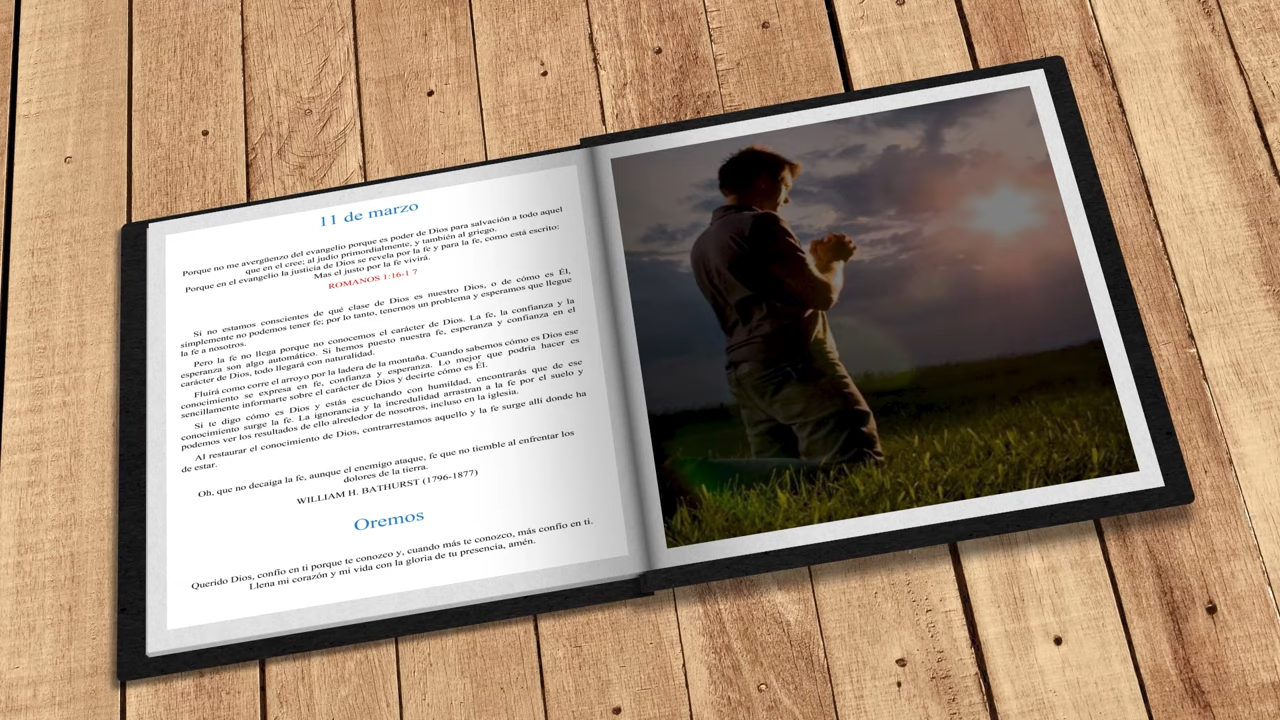 11 de marzo
Porque no me avergüenzo del evangelio porque es poder de Dios para salvación a todo aquel
que en el cree; al judío primordialmente, y también al griego.
Porque en el evangelio la justicia de Dios se revela por la fe y para la fe, como está escrito:
Mas el justo por la fe vivirá.
ROMANOS 1:16-1 7
Si no estamos conscientes de qué clase de Dios es nuestro Dios, o de cómo es Él,
simplemente no podemos tener fe; por lo tanto, tenernos un problema y esperamos que llegue
la fe a nosotros.
Pero la fe no llega porque no conocemos el carácter de Dios. La fe, la confianza y la
esperanza son algo automático. Si hemos puesto nuestra fe, esperanza y confianza en el
carácter de Dios, todo llegará con naturalidad.
Fluirá como corre el arroyo por la ladera de la montaña. Cuando sabemos cómo es Dios ese
conocimiento se expresa en fe, confianza y esperanza. Lo mejor que podría hacer es
sencillamente informarte sobre el carácter de Dios y decirte cómo es Él.
Si te digo cómo es Dios y estás escuchando con humildad, encontrarás que de ese
conocimiento surge la fe. La ignorancia y la incredulidad arrastran a la fe por el suelo y
podemos ver los resultados de ello alrededor de nosotros, incluso en la iglesia.
Al restaurar el conocimiento de Dios, contrarrestamos aquello y la fe surge allí donde ha
de estar.
Oh, que no decaiga la fe, aunque el enemigo ataque, fe que no tiemble al enfrentar los
dolores de la tierra.
WILLIAM H. BATHURST (1796-1877)
Oremos
Querido Dios, confío en ti porque te conozco y, cuando más te conozco, más confío en ti.
Llena mi corazón y mi vida con la gloria de tu presencia, amén.